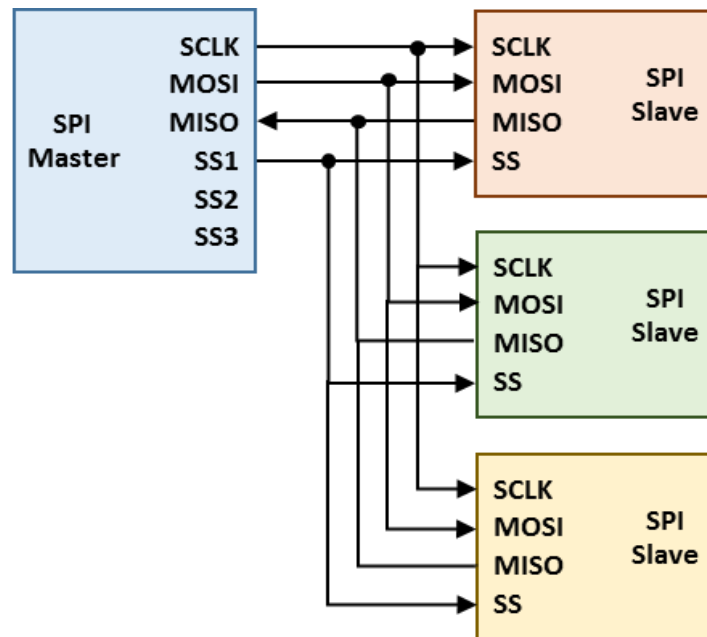 SPI
Master
SCLK
MOSI
MISO
SS1
SS2
SS3
SCLK
MOSI
MISO
SS
SPI
Slave
SCLK
MOSI
MISO
SS
SPI
Slave
SCLK
MOSI
MISO
SS
SPI
Slave